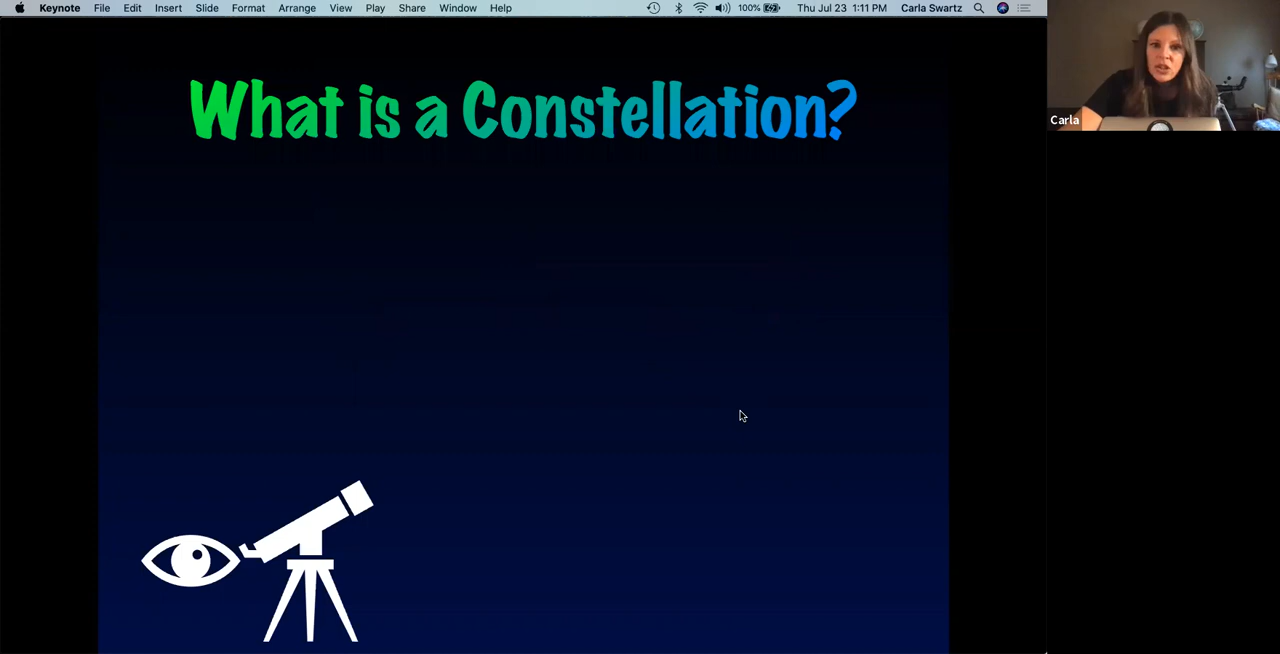 Keynote File Edit Insert Slide Format Arrange View Play Share Window Help 100% Thu Jul 23 1:11 PM Carla Swartz
What is a Constellation?
Carla